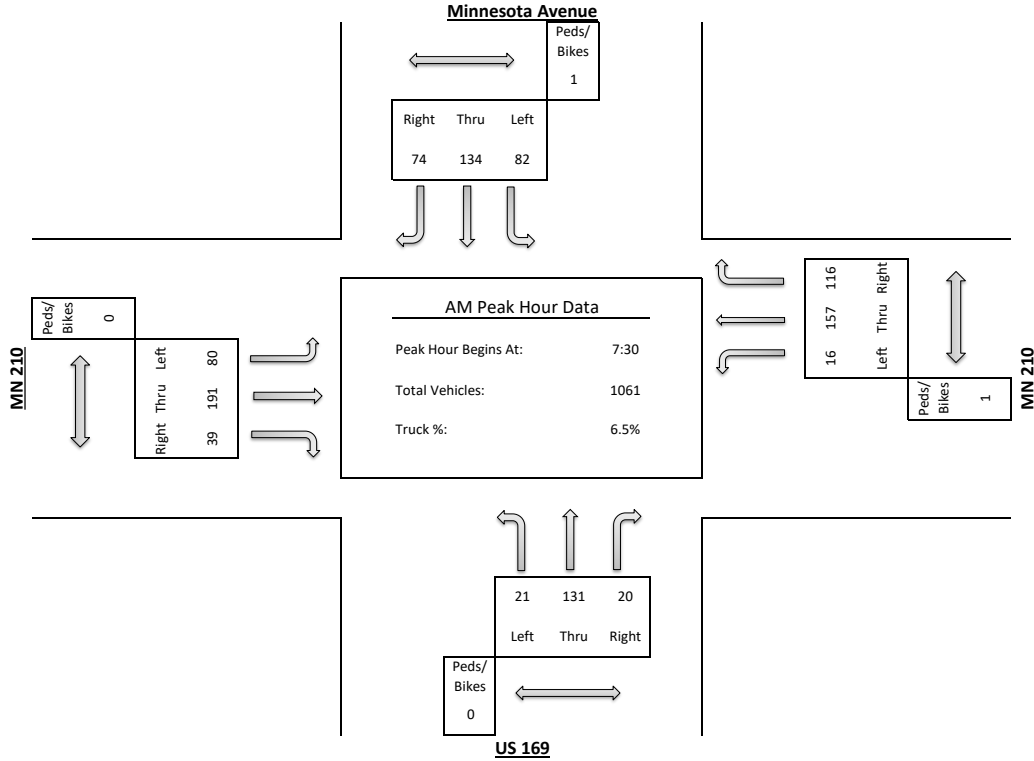 Minnesota Avenue
Peds/
Bikes
1
Right Thru Left
74 134 82
MN 210
Peds/
Bikes
0
Left Thru Right
80 191 39
AM Peak Hour Data
Peak Hour Begins At: 7:30
Total Vehicles: 1061
Truck %: 6.5%
116 157 16
Right Thru Left
Peds/
Bikes
1
MN 210
21 131 20
Left Thru Right
Peds/
Bikes
0
US 169